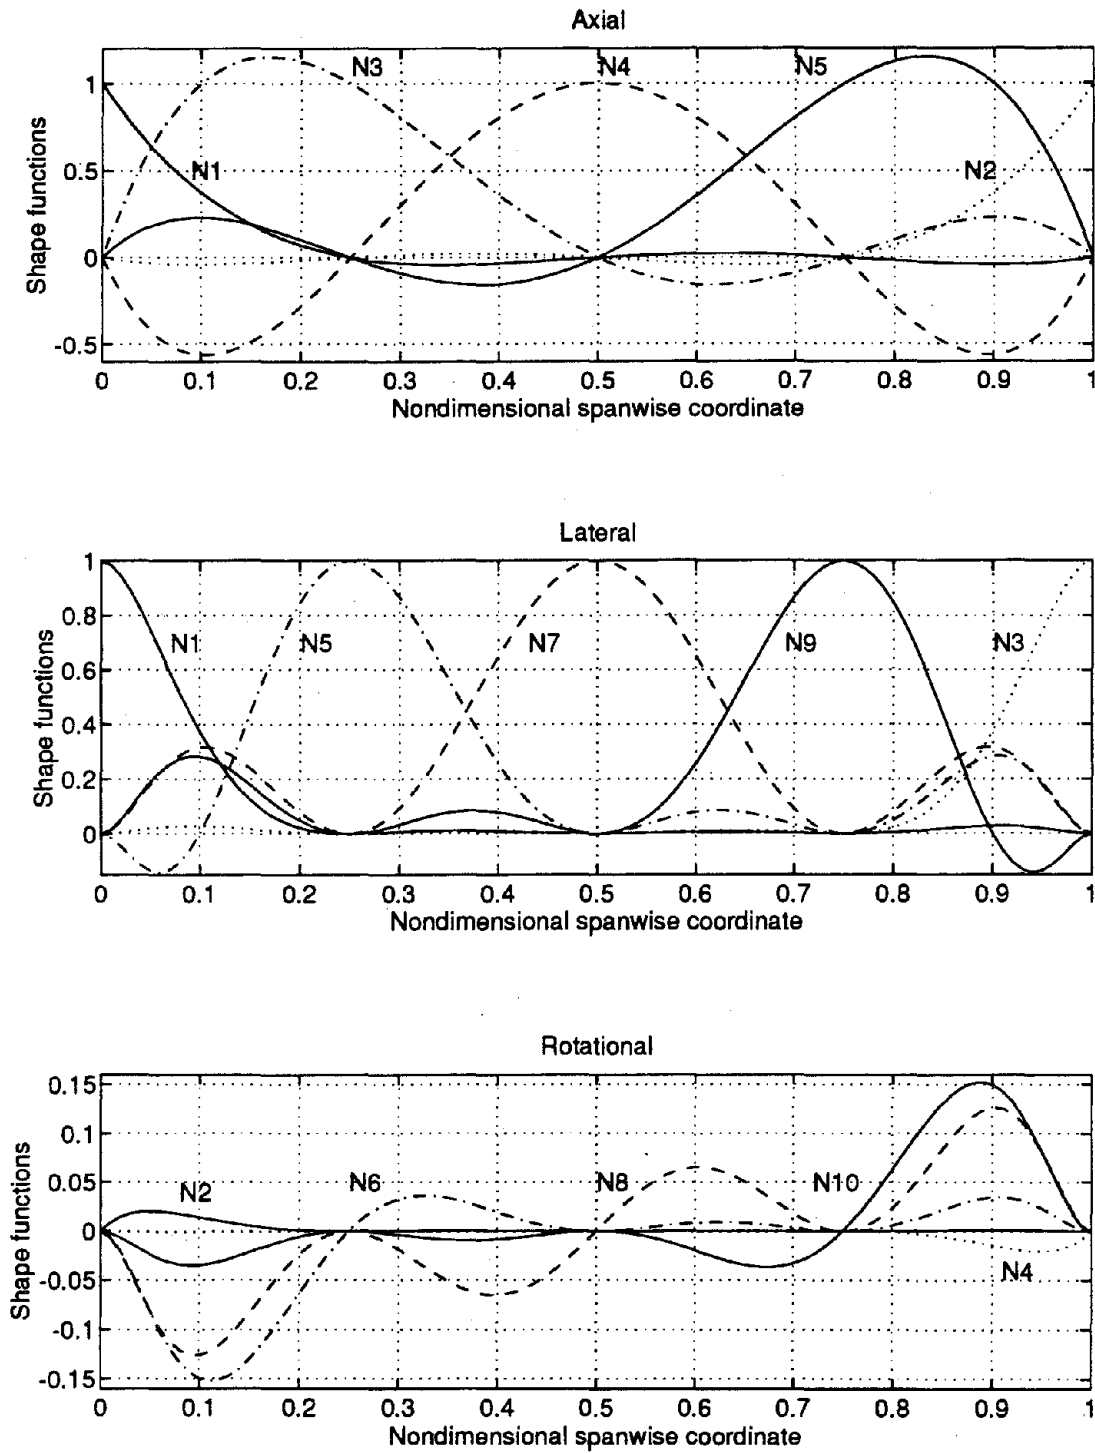 Axial
N3 N4 N5
1
N1 N2
0.5
0
-0.5
Shape functions
0 0.1 0.2 0.3 0.4 0.5 0.6 0.7 0.8 0.9 1
Nondimensional spanwise coordinate
Lateral
1
0.8
N1 N5 N7 N9 N3
0.6
0.4
0.2
0
Shape functions
0 0.1 0.2 0.3 0.4 0.5 0.6 0.7 0.8 0.9 1
Nondimensional spanwise coordinate
Rotational
0.15
0.1
0.05
N2 N6 N8 N10
0
N4
-0.05
-0.1
-0.15
Shape functions
0 0.1 0.2 0.3 0.4 0.5 0.6 0.7 0.8 0.9 1
Nondimensional spanwise coordinate